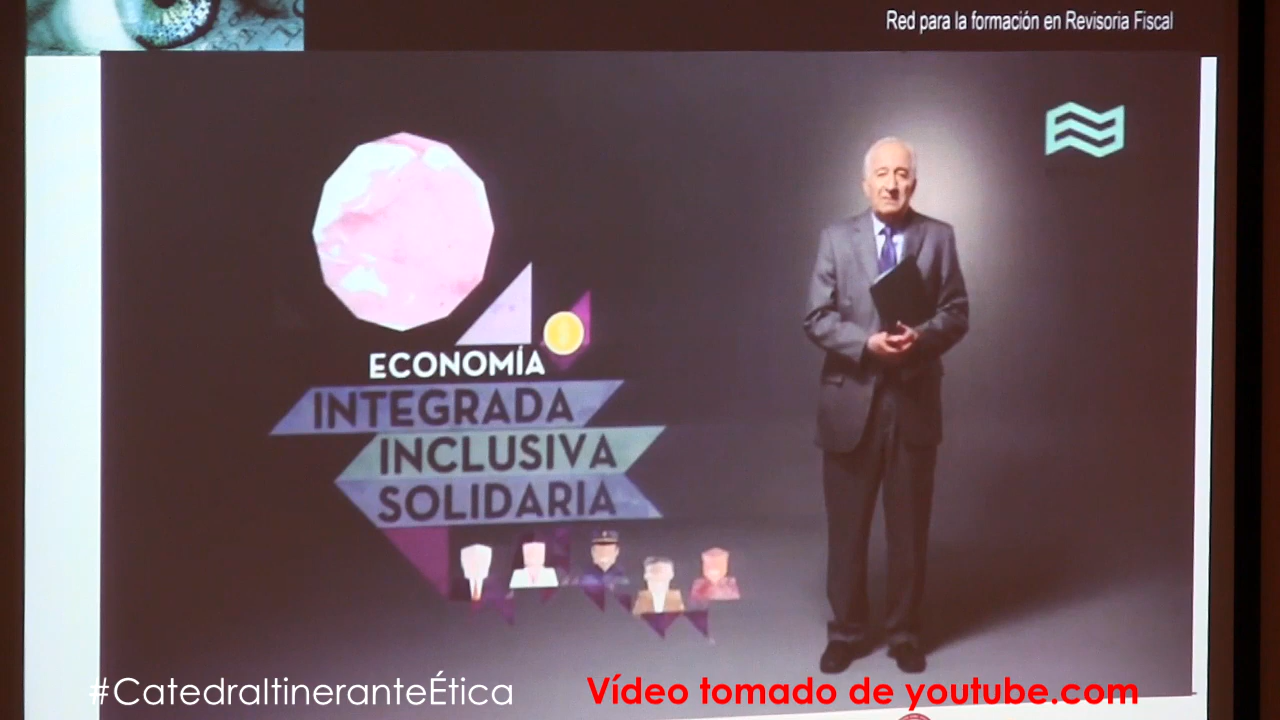 Red para la formación en Revisoria Fiscal
ECONOMÍA
INTEGRADA
INCLUSIVA
SOLIDARIA
#CatedraItineranteÉtica
Vídeo tomado de youtube.com